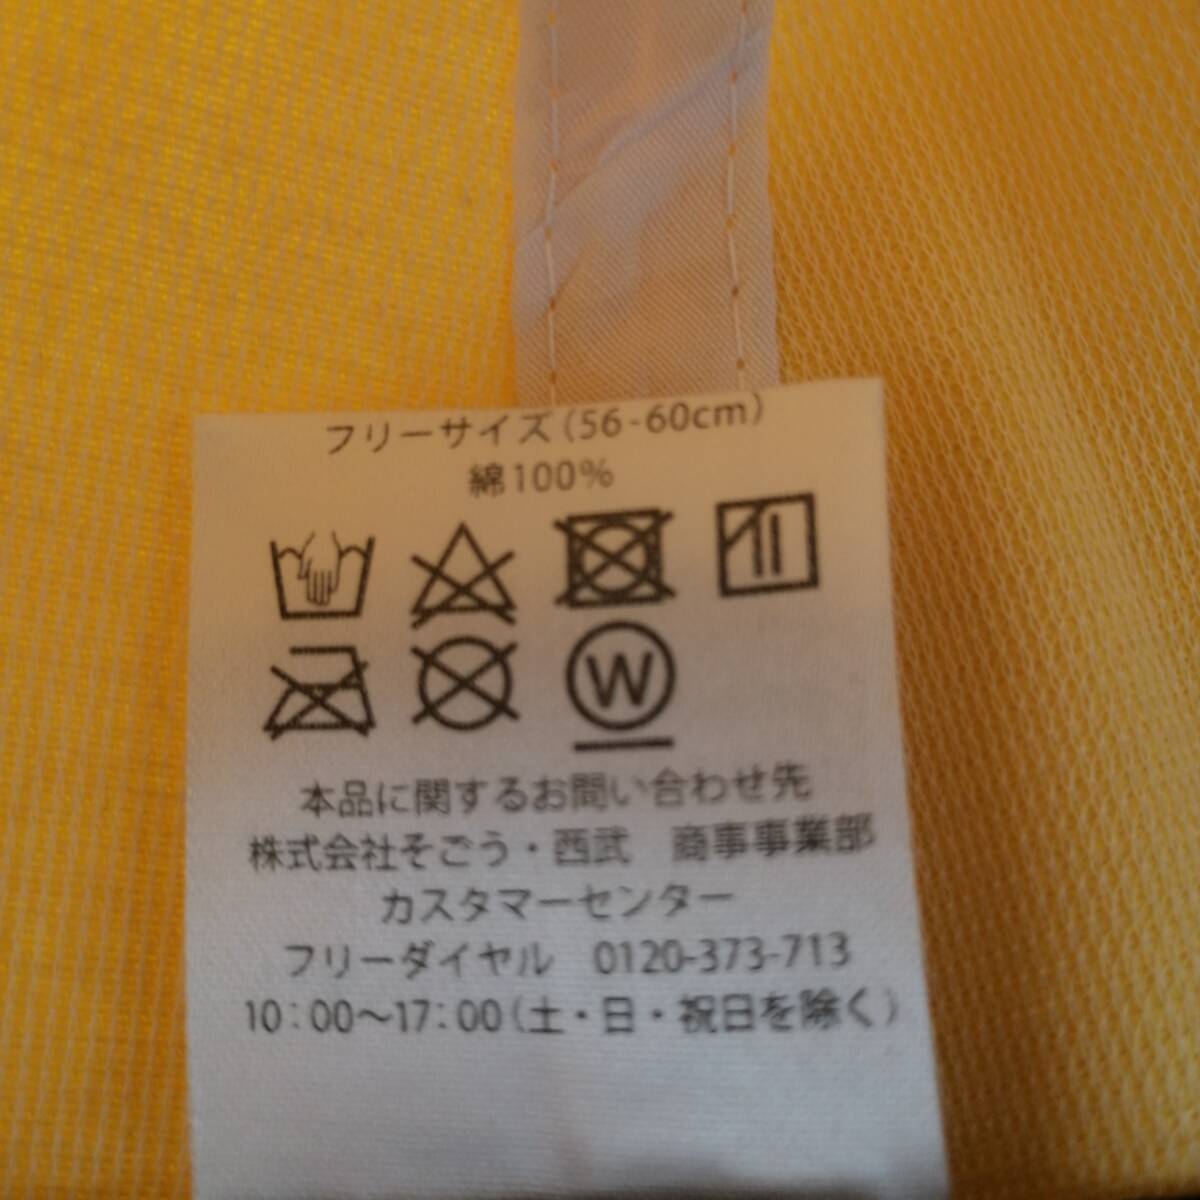 フリーサイズ(56-60cm)
綿100%
W
本品に関するお問い合わせ先
株式会社そごう・西武　商事事業部
カスタマーセンター
フリーダイヤル　0120-373-713
10:00〜17:00(土・日・祝日を除く)